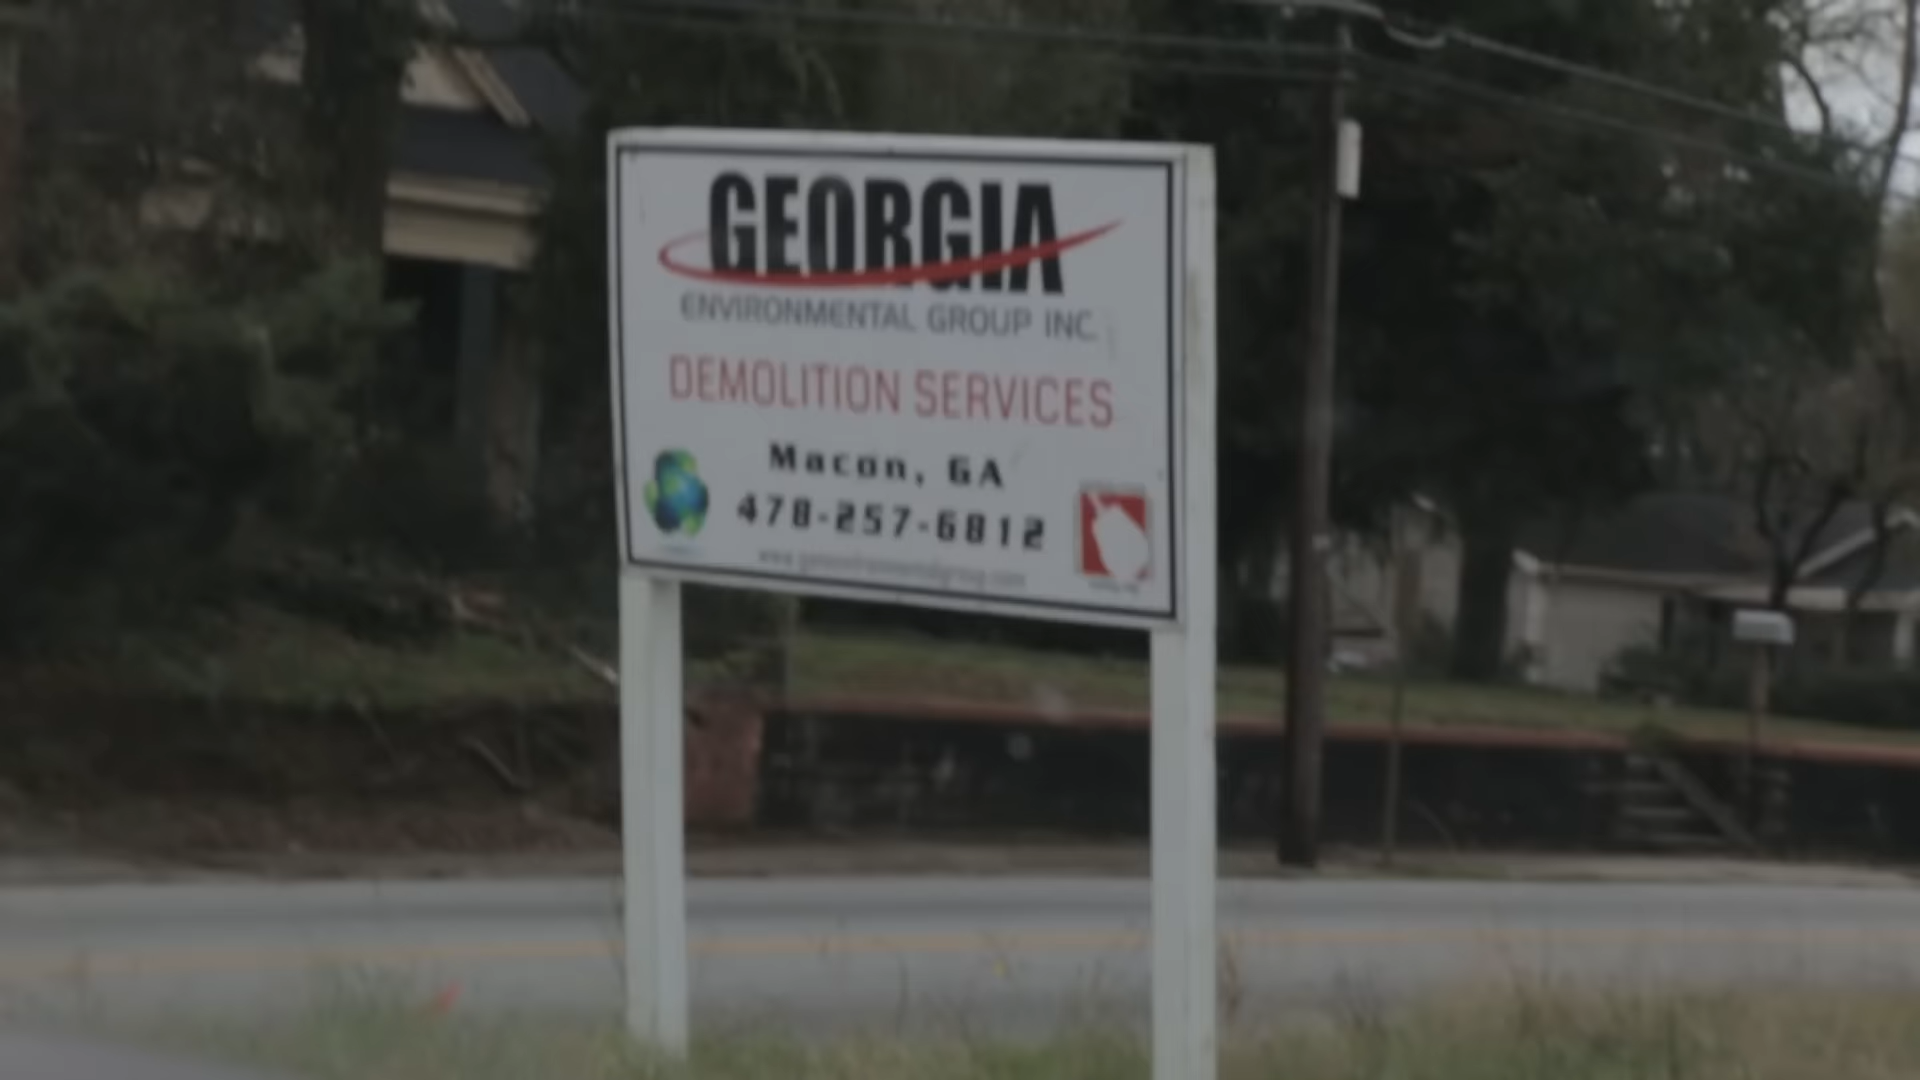 GEORGIA
ENVIRONMENTAL GROUP INC.
DEMOLITION SERVICES
Macon, GA
478-257-6812